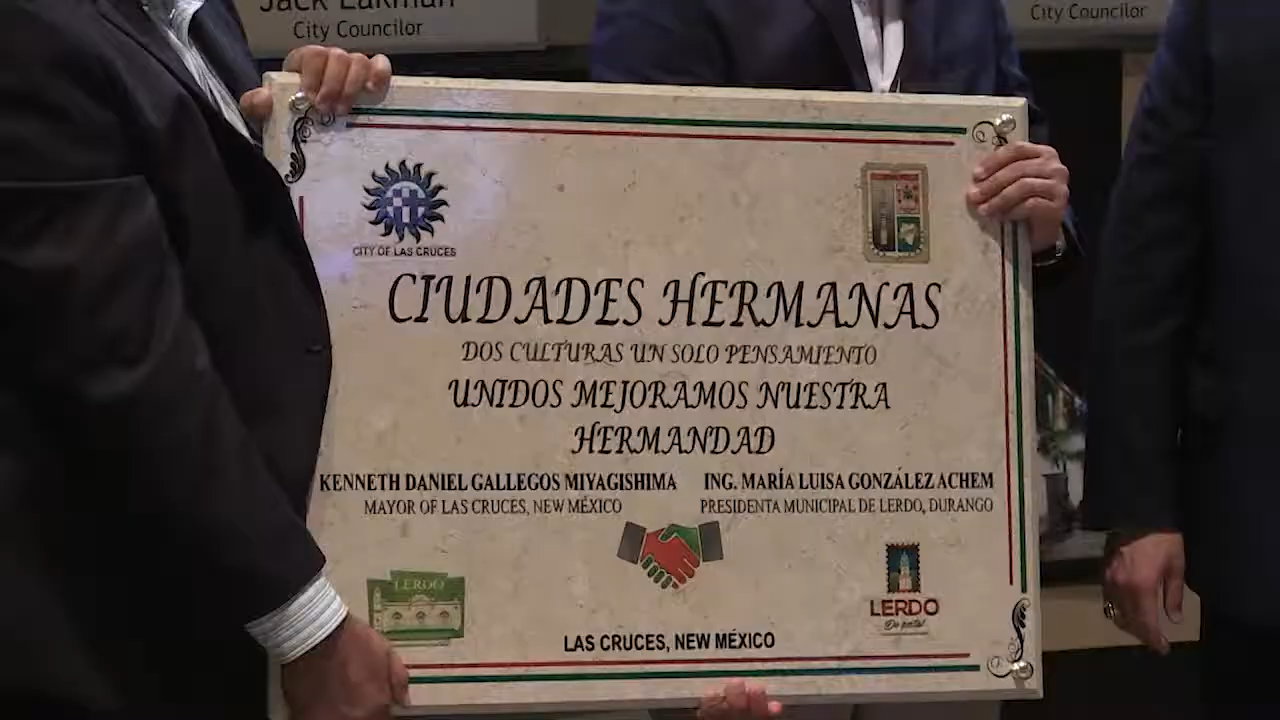 Jack Eakman
City Councilor
City Councilor
CITY OF LAS CRUCES
CIUDADES HERMANAS
DOS CULTURAS UN SOLO PENSAMIENTO
UNIDOS MEJORAMOS NUESTRA
HERMANDAD
KENNETH DANIEL GALLEGOS MIYAGISHIMA
MAYOR OF LAS CRUCES, NEW MÉXICO
ING. MARÍA LUISA GONZÁLEZ ACHEM
PRESIDENTA MUNICIPAL DE LERDO, DURANGO
LERDO
LERDO
LAS CRUCES, NEW MÉXICO